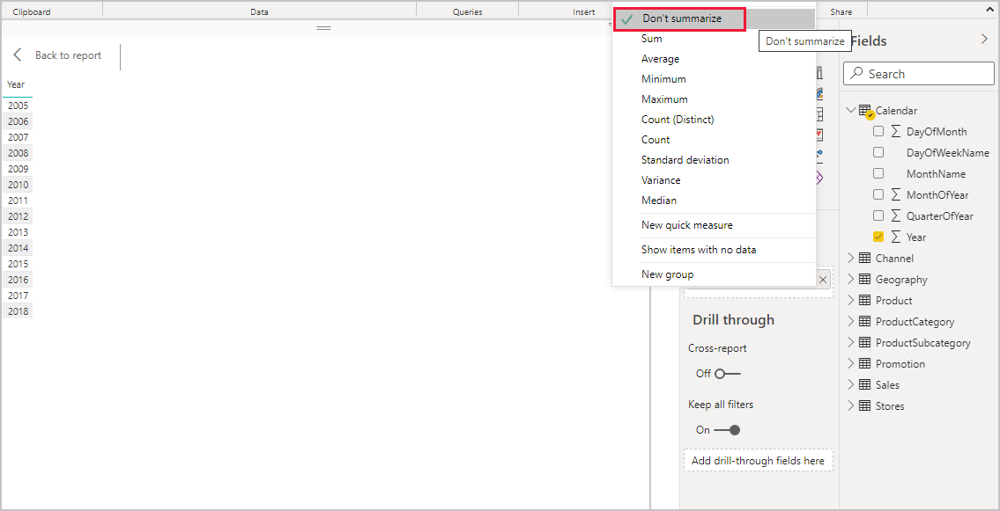 Clipboard
Data
Queries
Insert
Share
Back to report
Year
2005
2006
2007
2008
2009
2010
2011
2012
2013
2014
2015
2016
2017
2018
Don't summarize
Sum
Average
Minimum
Maximum
Count (Distinct)
Count
Standard deviation
Variance
Median
New quick measure
Show items with no data
New group
Don't summarize
Drill through
Cross-report
Off
Keep all filters
On
Add drill-through fields here
Fields
Search
Calendar
DayOfMonth
DayOfWeekName
MonthName
MonthOfYear
QuarterOfYear
Year
Channel
Geography
Product
ProductCategory
ProductSubcategory
Promotion
Sales
Stores